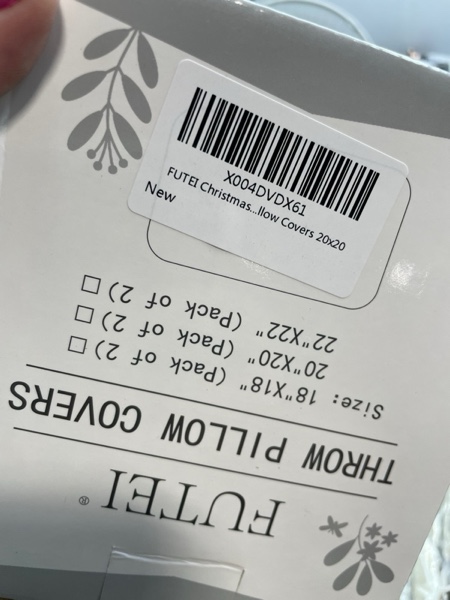 X004DVDX61
FUTEI Christmas...llow Covers 20x20
New
FUTEI®
THROW PILLOW COVERS
Size: 18"X18" (Pack of 2) ☐
20"X20" (Pack of 2) ☐
22"X22" (Pack of 2) ☐